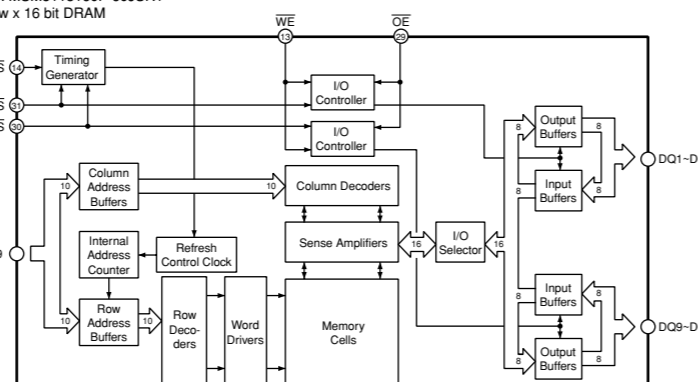 w x 16 bit DRAM
WE
OE
13
29
14
Timing
Generator
I/O
Controller
31
30
I/O
Controller
Output
Buffers
8
8
DQ1~D
Column
Address
Buffers
10
10
Column Decoders
Input
Buffers
8
8
Internal
Address
Counter
Refresh
Control Clock
Sense Amplifiers
16
I/O
Selector
16
9
Row
Address
Buffers
10
10
Row
Deco-
ders
Word
Drivers
Memory
Cells
Input
Buffers
8
8
DQ9~D
Output
Buffers
8
8